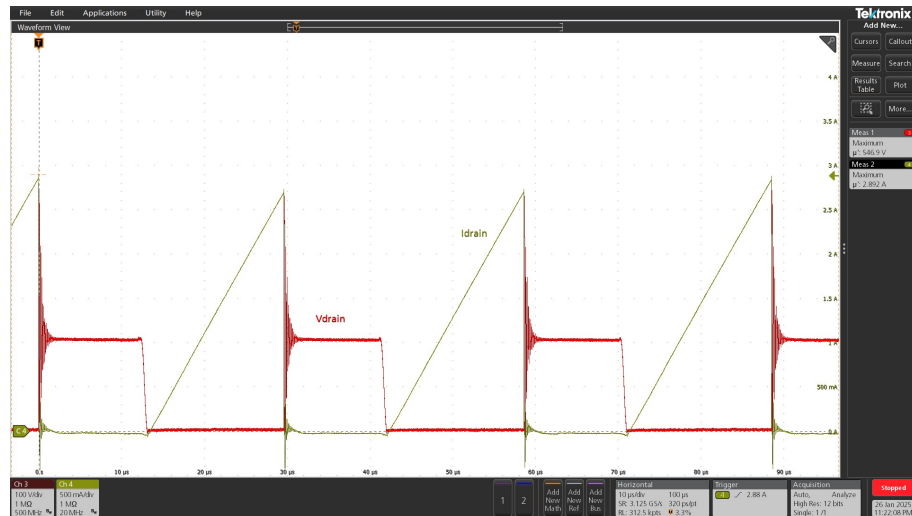 File Edit Applications Utility Help
Tektronix
Waveform View
Add New...
T
T
Cursors Callout
4 A
Measure Search
Results Table Plot
3.5 A
More...
Meas 1 3
Maximum
µ': 546.9 V
3 A
Meas 2 4
Maximum
µ': 2.892 A
2.5 A
Idrain
2 A
1.5 A
Vdrain
1 A
500 mA
C 4
0 A
0 s 10 µs 20 µs 30 µs 40 µs 50 µs 60 µs 70 µs 80 µs 90 µs
Ch 3
100 V/div
1 MΩ
500 MHz
Ch 4
500 mA/div
1 MΩ
20 MHz
1
2
Add New Math
Add New Ref
Add New Bus
Horizontal
10 µs/div 100 µs
SR: 3.125 GS/s 320 ps/pt
RL: 312.5 kpts 3.3%
Trigger
4 2.88 A
Acquisition
Auto, Analyze
High Res: 12 bits
Single: 1 /1
Stopped
26 Jan 2025
11:22:08 PM